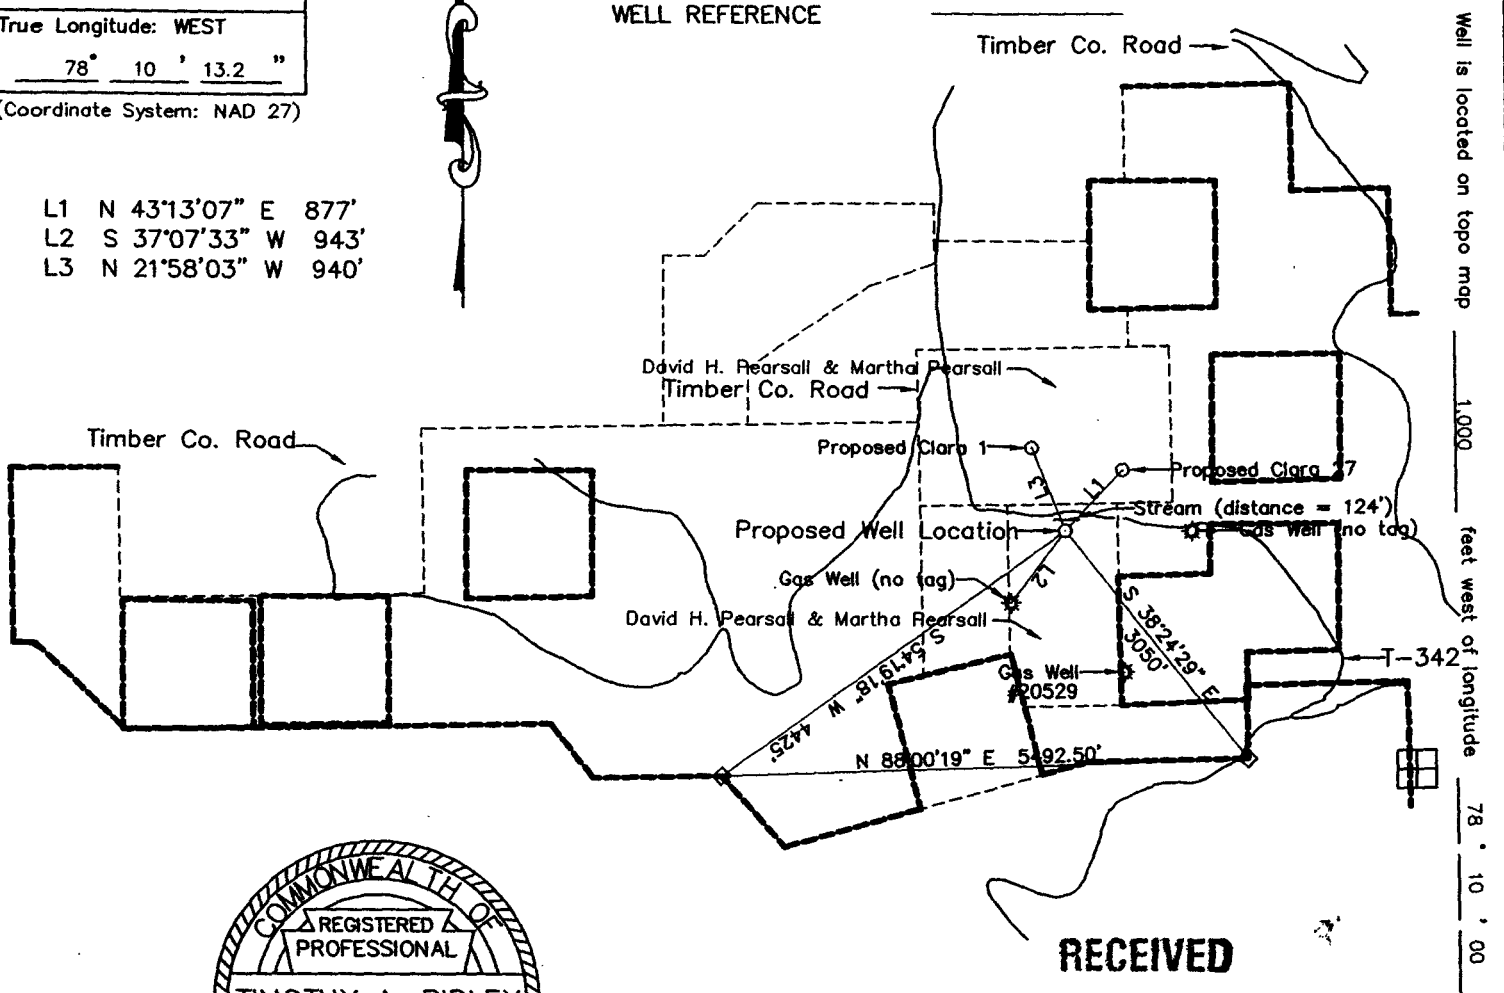 True Longitude: WEST
78° 10 ' 13.2 "
(Coordinate System: NAD 27)
L1 N 43°13'07" E 877'
L2 S 37°07'33" W 943'
L3 N 21°58'03" W 940'
WELL REFERENCE
Timber Co. Road
David H. Pearsall & Martha Pearsall
Timber Co. Road
Timber Co. Road
Proposed Clara 1
Proposed Clara 27
L3
L1
Stream (distance = 124')
Proposed Well Location
Gas Well (no tag)
Gas Well (no tag)
L2
David H. Pearsall & Martha Pearsall
S 38°24'29" E
3050'
S 54°19'18" W 4425'
T-342
Gas Well
#20529
N 88°00'19" E 5492.50'
Well is located on topo map 1,000 feet west of longitude 78 ° 10 ' 00
COMMONWEALTH OF
REGISTERED
PROFESSIONAL
TIMOTHY A. RIPLEY
RECEIVED